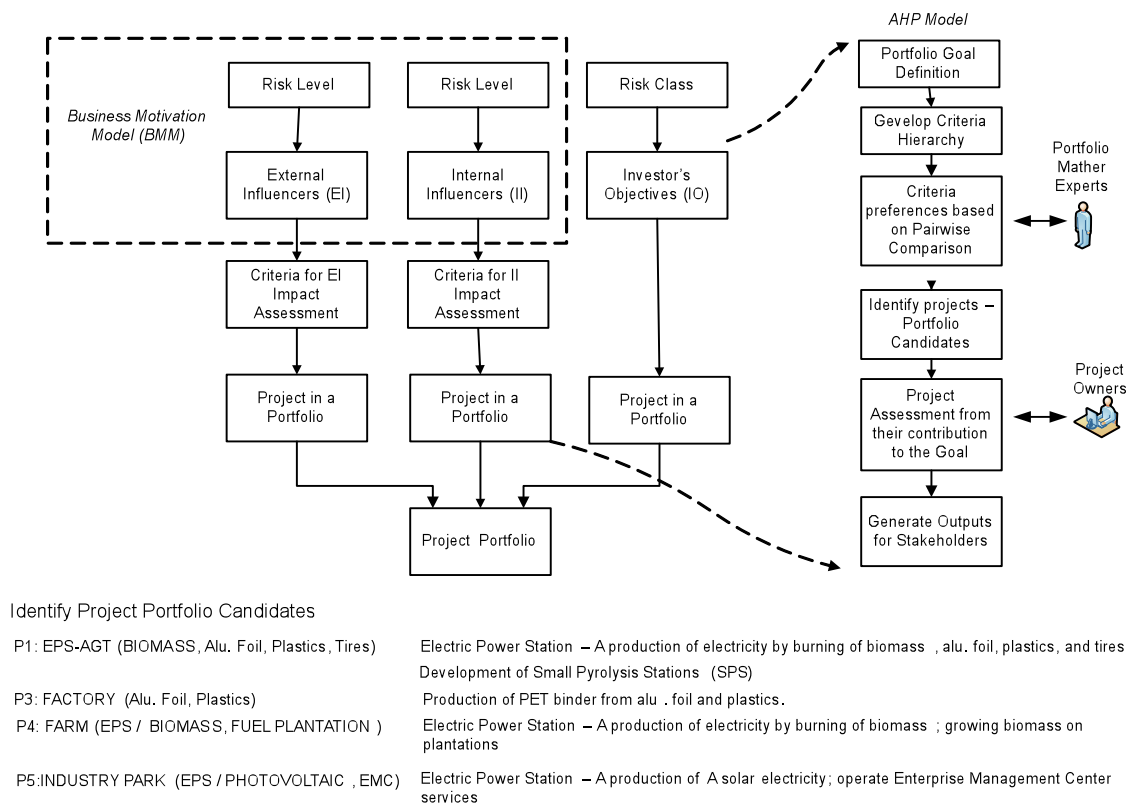 AHP Model
Portfolio Goal
Definition
Risk Level
Risk Level
Risk Class
Business Motivation
Model (BMM)
Gevelop Criteria
Hierarchy
External
Influencers (EI)
Internal
Influencers (II)
Investor's
Objectives (IO)
Portfolio
Mather
Experts
Criteria
preferences based
on Pairwise
Comparison
Criteria for EI
Impact
Assessment
Criteria for II
Impact
Assessment
Identify projects –
Portfolio
Candidates
Project in a
Portfolio
Project in a
Portfolio
Project in a
Portfolio
Project
Assessment from
their contribution
to the Goal
Project
Owners
Project Portfolio
Generate Outputs
for Stakeholders
Identify Project Portfolio Candidates
P1: EPS-AGT (BIOMASS, Alu. Foil, Plastics, Tires)
Electric Power Station – A production of electricity by burning of biomass , alu. foil, plastics, and tires
Development of Small Pyrolysis Stations (SPS)
P3: FACTORY (Alu. Foil, Plastics)
Production of PET binder from alu . foil and plastics.
P4: FARM (EPS / BIOMASS, FUEL PLANTATION )
Electric Power Station – A production of electricity by burning of biomass ; growing biomass on
plantations
P5:INDUSTRY PARK (EPS / PHOTOVOLTAIC , EMC)
Electric Power Station – A production of A solar electricity; operate Enterprise Management Center
services